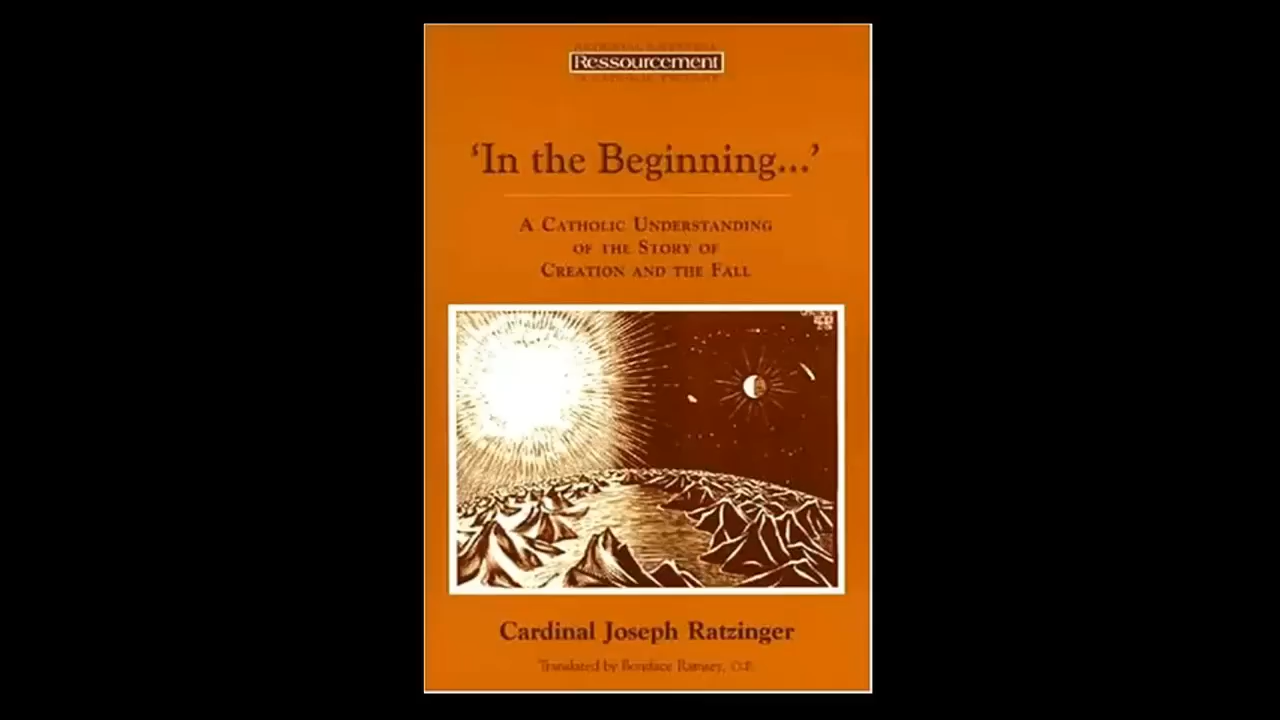 Ressourcement
‘In the Beginning...’
A Catholic Understanding
of the Story of
Creation and the Fall
Cardinal Joseph Ratzinger
Translated by Boniface Ramsey, O.P.